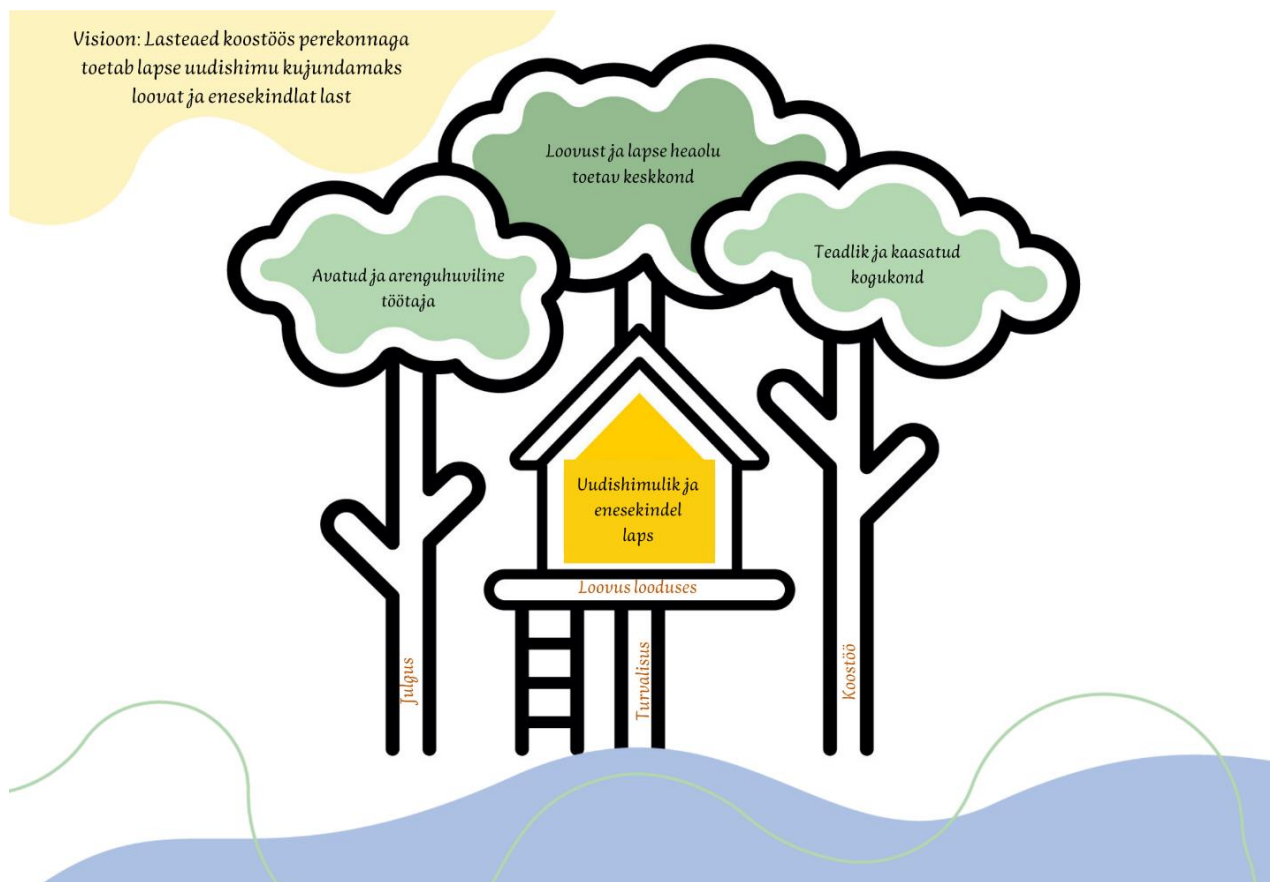 Visioon: Lasteaed koostöös perekonnaga
toetab lapse uudishimu kujundamaks
loovat ja enesekindlat last
Loovust ja lapse heaolu
toetav keskkond
Avatud ja arenguhuviline
töötaja
Teadlik ja kaasatud
kogukond
Uudishimulik ja
enesekindel
laps
Loovus looduses
Julgus
Turvalisus
Koostöö